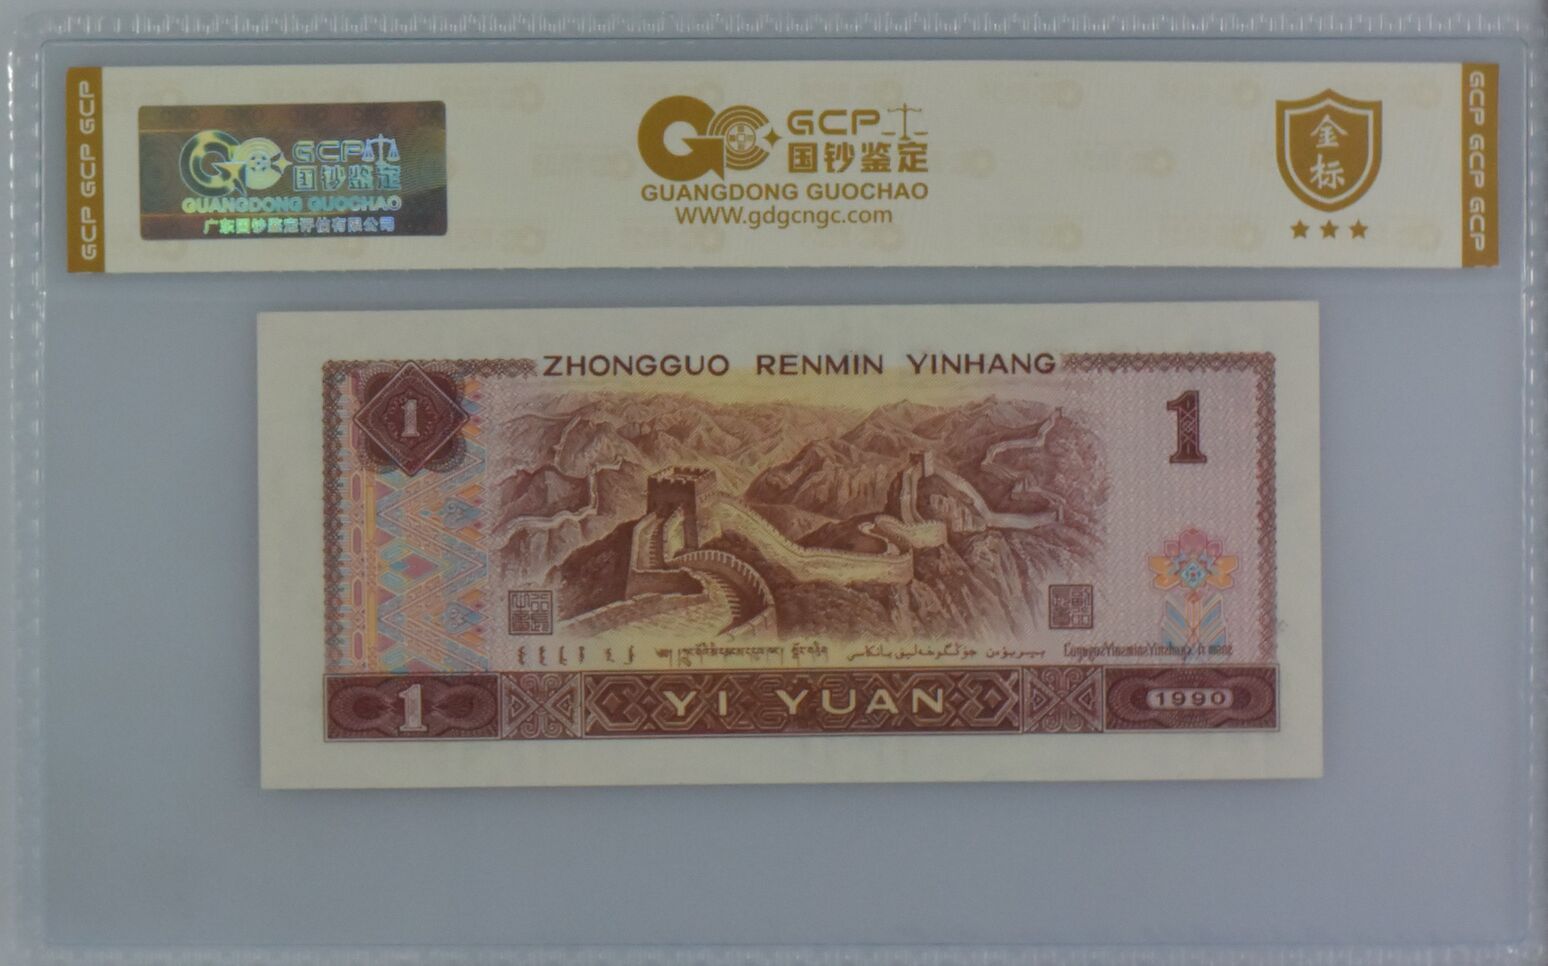 GCP GCP GCP
GCP
国钞鉴定
GUANGDONG GUOCHAO
广东国钞鉴定评估有限公司
GCP
国钞鉴定
GUANGDONG GUOCHAO
WWW.gdgcngc.com
金标
GCP GCP GCP
ZHONGGUO RENMIN YINHANG
1
1
1
YI YUAN
1990